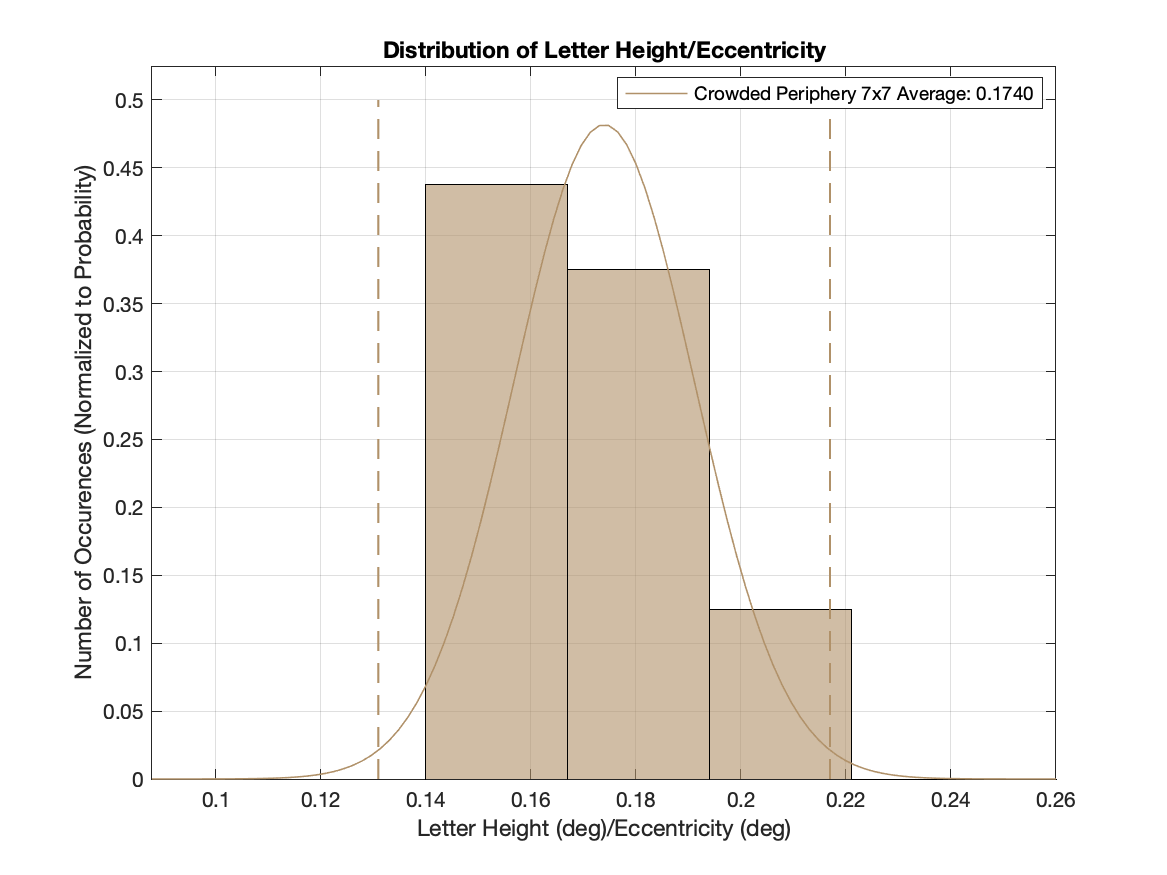 Distribution of Letter Height/Eccentricity
Crowded Periphery 7x7 Average: 0.1740
Number of Occurences (Normalized to Probability)
0.5
0.45
0.4
0.35
0.3
0.25
0.2
0.15
0.1
0.05
0
0.1 0.12 0.14 0.16 0.18 0.2 0.22 0.24 0.26
Letter Height (deg)/Eccentricity (deg)